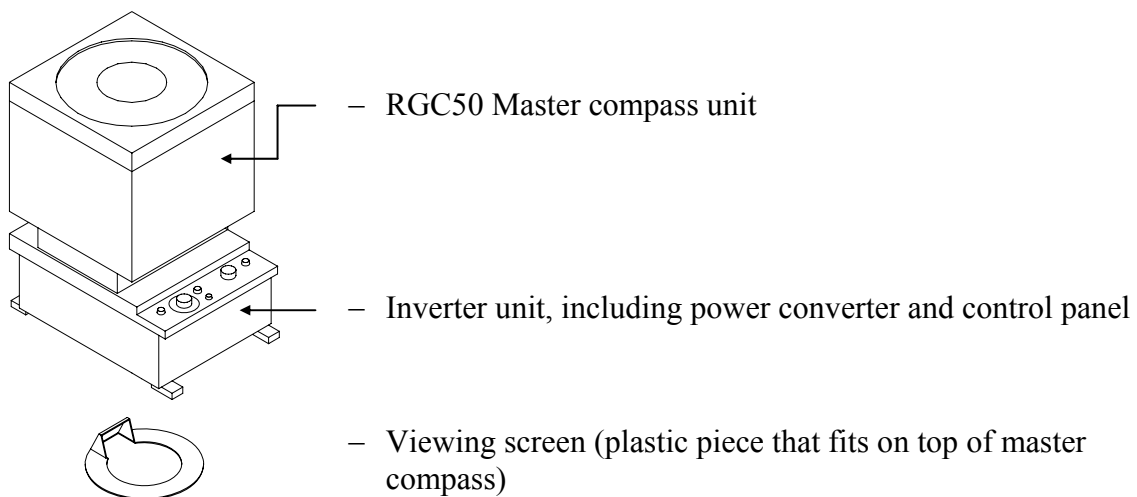 – RGC50 Master compass unit
– Inverter unit, including power converter and control panel
– Viewing screen (plastic piece that fits on top of master
compass)